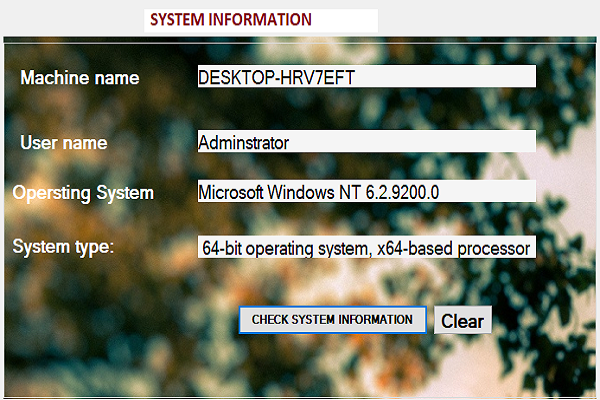 SYSTEM INFORMATION
Machine name DESKTOP-HRV7EFT
User name Adminstrator
Opersting System Microsoft Windows NT 6.2.9200.0
System type: 64-bit operating system, x64-based processor
CHECK SYSTEM INFORMATION Clear